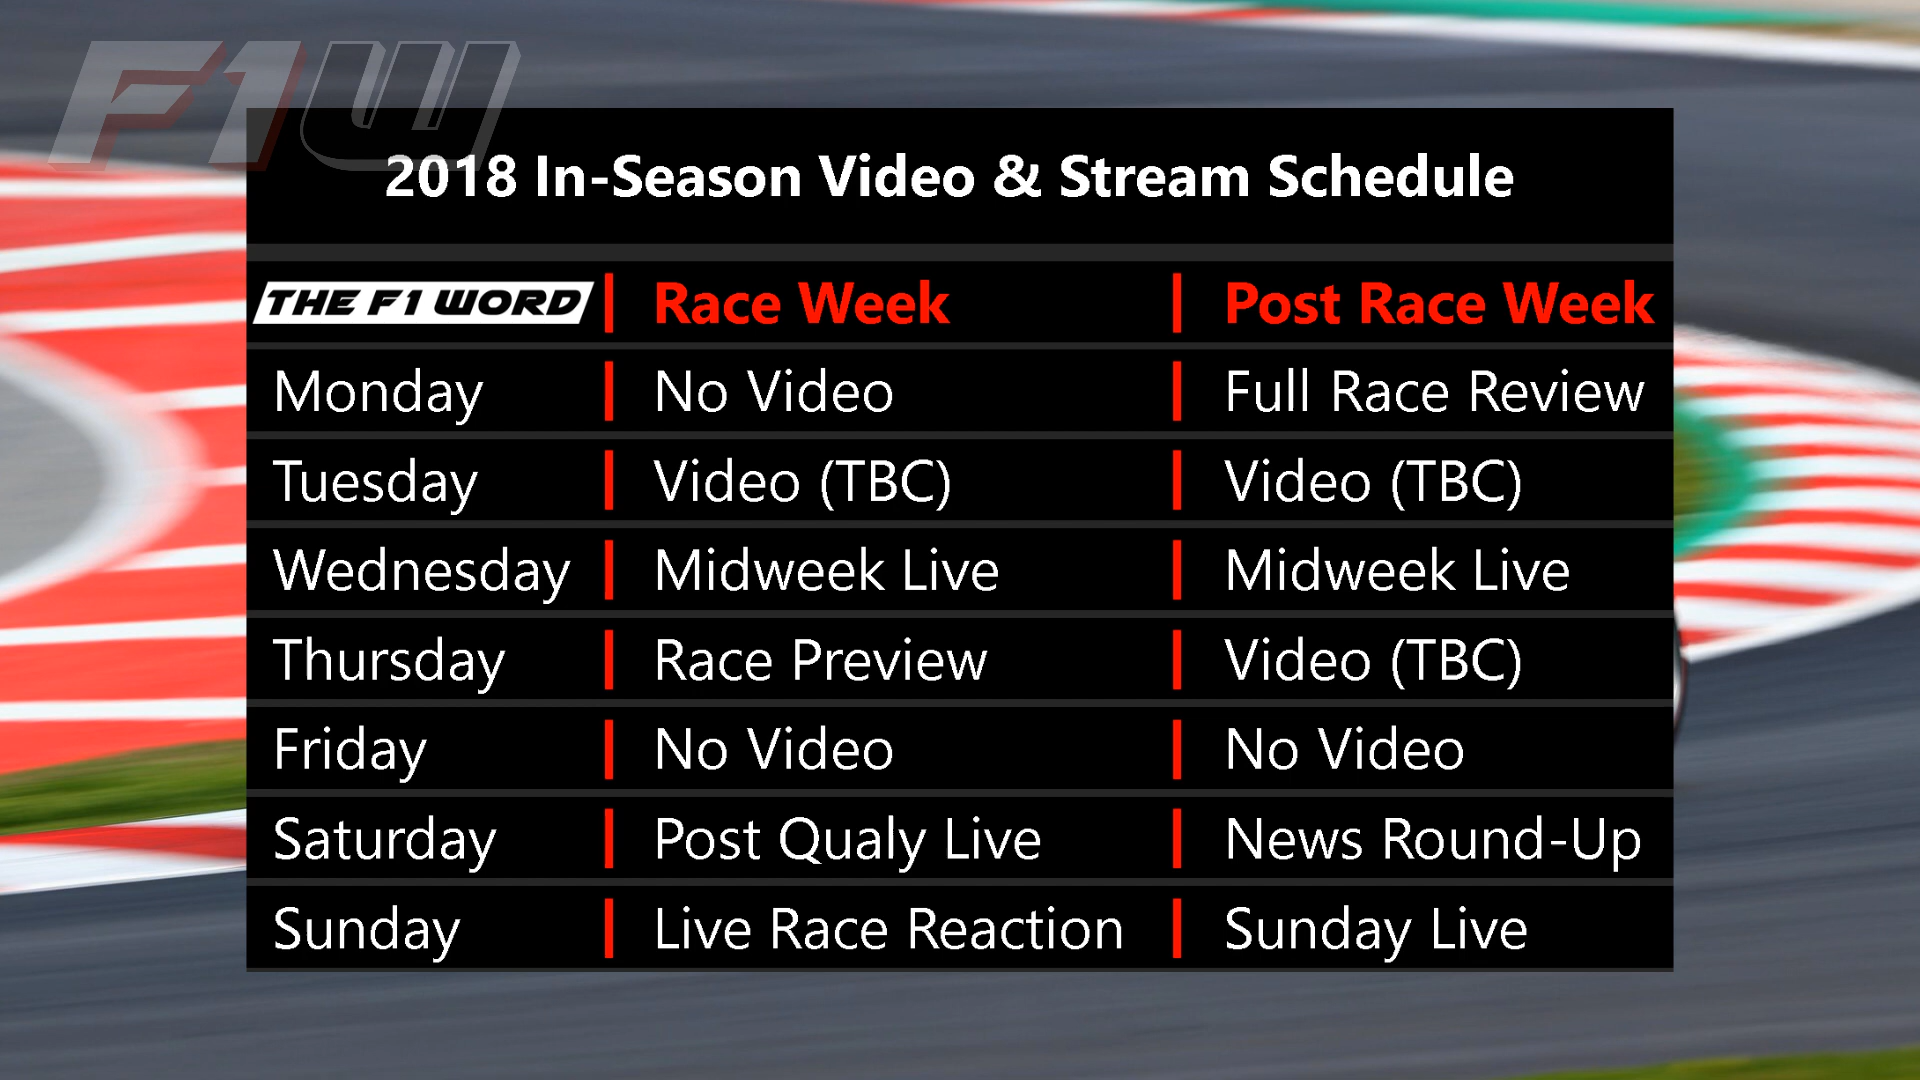 F1W
2018 In-Season Video & Stream Schedule
THE F1 WORD | Race Week | Post Race Week
Monday | No Video | Full Race Review
Tuesday | Video (TBC) | Video (TBC)
Wednesday | Midweek Live | Midweek Live
Thursday | Race Preview | Video (TBC)
Friday | No Video | No Video
Saturday | Post Qualy Live | News Round-Up
Sunday | Live Race Reaction | Sunday Live